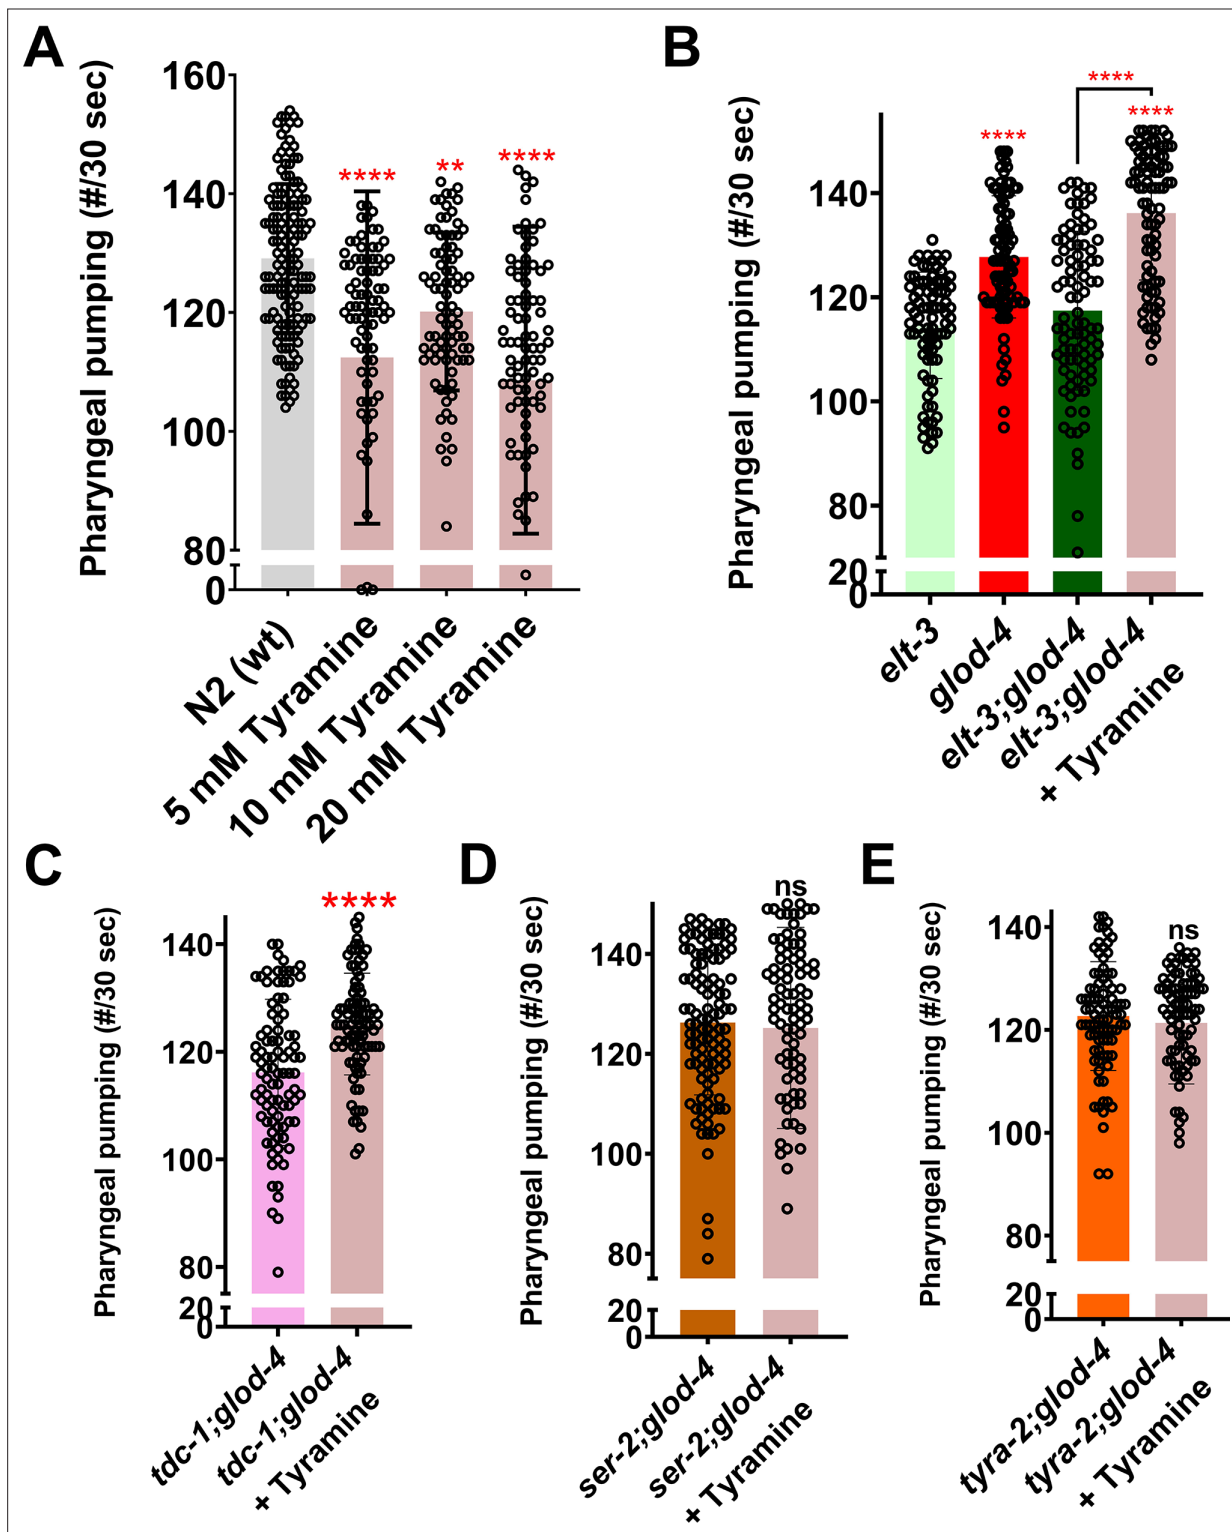 A
Pharyngeal pumping (#/30 sec)
160
140
120
100
80
0
****
**
****
N2 (wt)
5 mM Tyramine
10 mM Tyramine
20 mM Tyramine
B
Pharyngeal pumping (#/30 sec)
140
120
100
80
20
0
****
****
****
elt-3
glod-4
elt-3;glod-4
elt-3;glod-4
+ Tyramine
C
Pharyngeal pumping (#/30 sec)
140
120
100
80
20
0
****
tdc-1;glod-4
tdc-1;glod-4
+ Tyramine
D
Pharyngeal pumping (#/30 sec)
140
120
100
80
20
0
ns
ser-2;glod-4
ser-2;glod-4
+ Tyramine
E
Pharyngeal pumping (#/30 sec)
140
120
100
80
20
0
ns
tyra-2;glod-4
tyra-2;glod-4
+ Tyramine